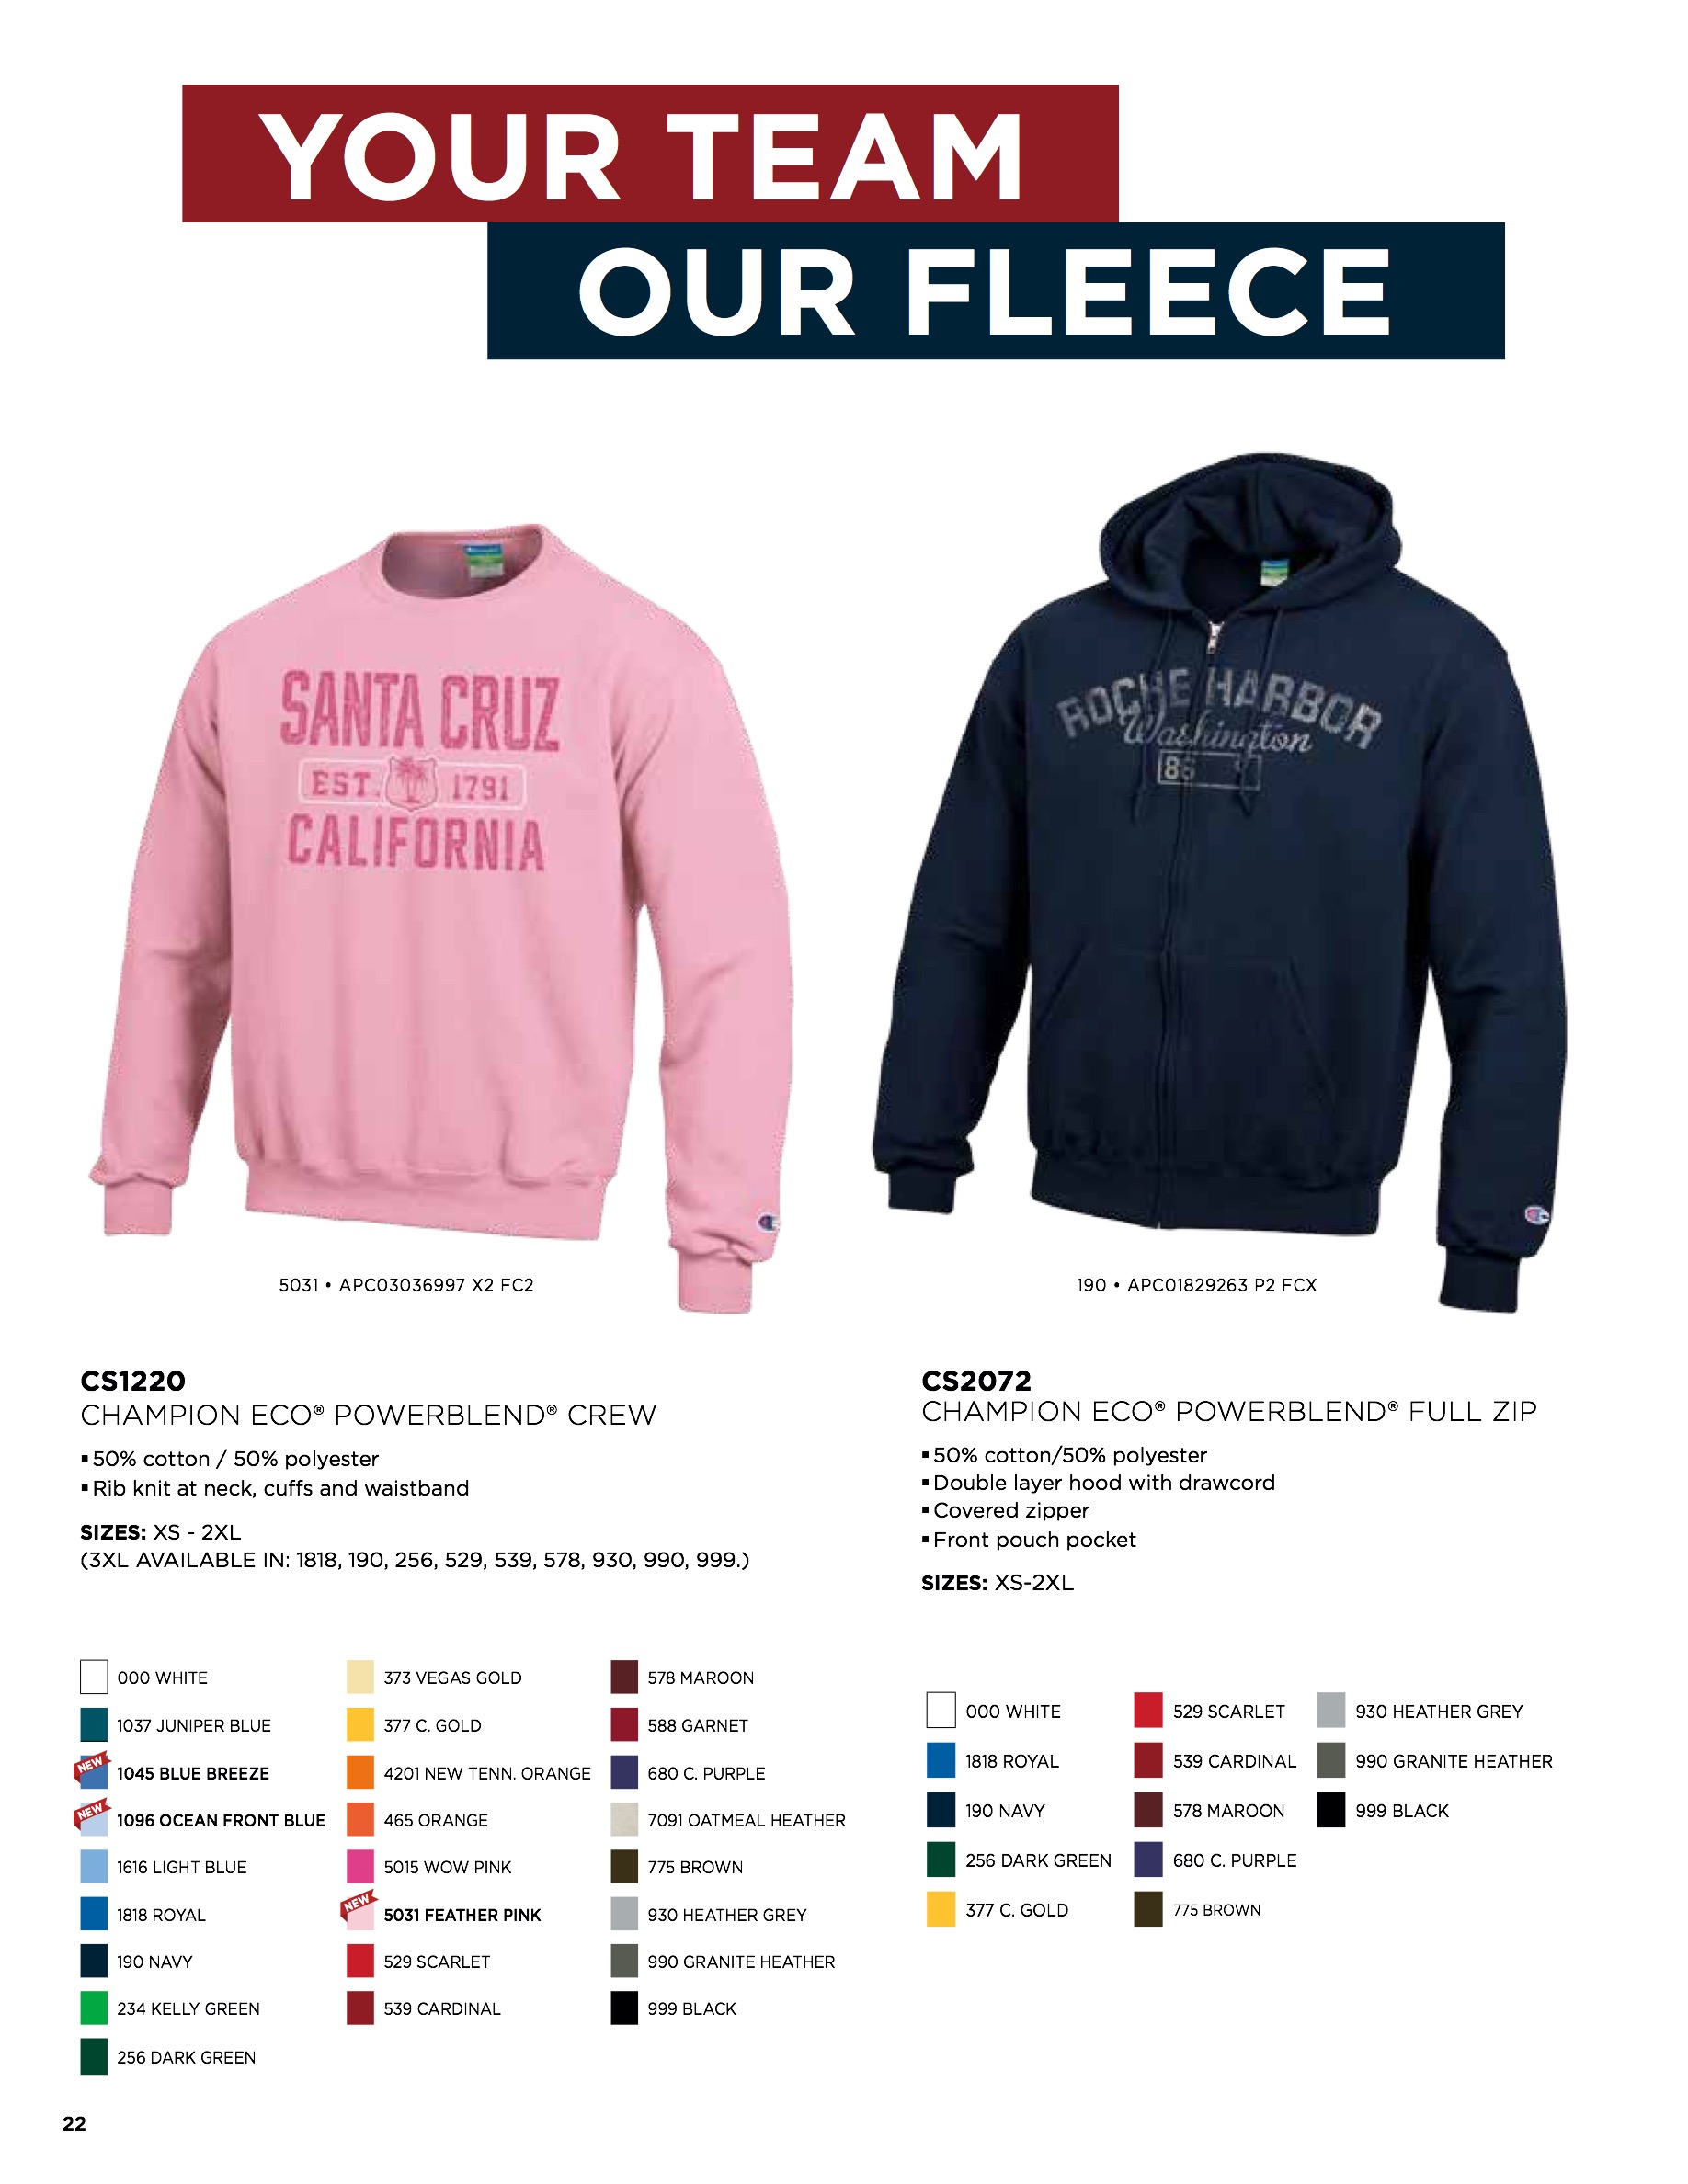 YOUR TEAM
OUR FLEECE
SANTA CRUZ
EST. 1791
CALIFORNIA
ROCHE HARBOR
Washington
5031 • APC03036997 X2 FC2
190 • APC01829263 P2 FCX
CS1220
CHAMPION ECO® POWERBLEND® CREW
▪ 50% cotton / 50% polyester
▪ Rib knit at neck, cuffs and waistband
SIZES: XS - 2XL
(3XL AVAILABLE IN: 1818, 190, 256, 529, 539, 578, 930, 990, 999.)
CS2072
CHAMPION ECO® POWERBLEND® FULL ZIP
▪ 50% cotton/50% polyester
▪ Double layer hood with drawcord
▪ Covered zipper
▪ Front pouch pocket
SIZES: XS-2XL
000 WHITE
1037 JUNIPER BLUE
NEW 1045 BLUE BREEZE
NEW 1096 OCEAN FRONT BLUE
1616 LIGHT BLUE
1818 ROYAL
190 NAVY
234 KELLY GREEN
256 DARK GREEN
373 VEGAS GOLD
377 C. GOLD
4201 NEW TENN. ORANGE
465 ORANGE
5015 WOW PINK
NEW 5031 FEATHER PINK
529 SCARLET
539 CARDINAL
578 MAROON
588 GARNET
680 C. PURPLE
7091 OATMEAL HEATHER
775 BROWN
930 HEATHER GREY
990 GRANITE HEATHER
999 BLACK
000 WHITE
1818 ROYAL
190 NAVY
256 DARK GREEN
377 C. GOLD
529 SCARLET
539 CARDINAL
578 MAROON
680 C. PURPLE
775 BROWN
930 HEATHER GREY
990 GRANITE HEATHER
999 BLACK
22